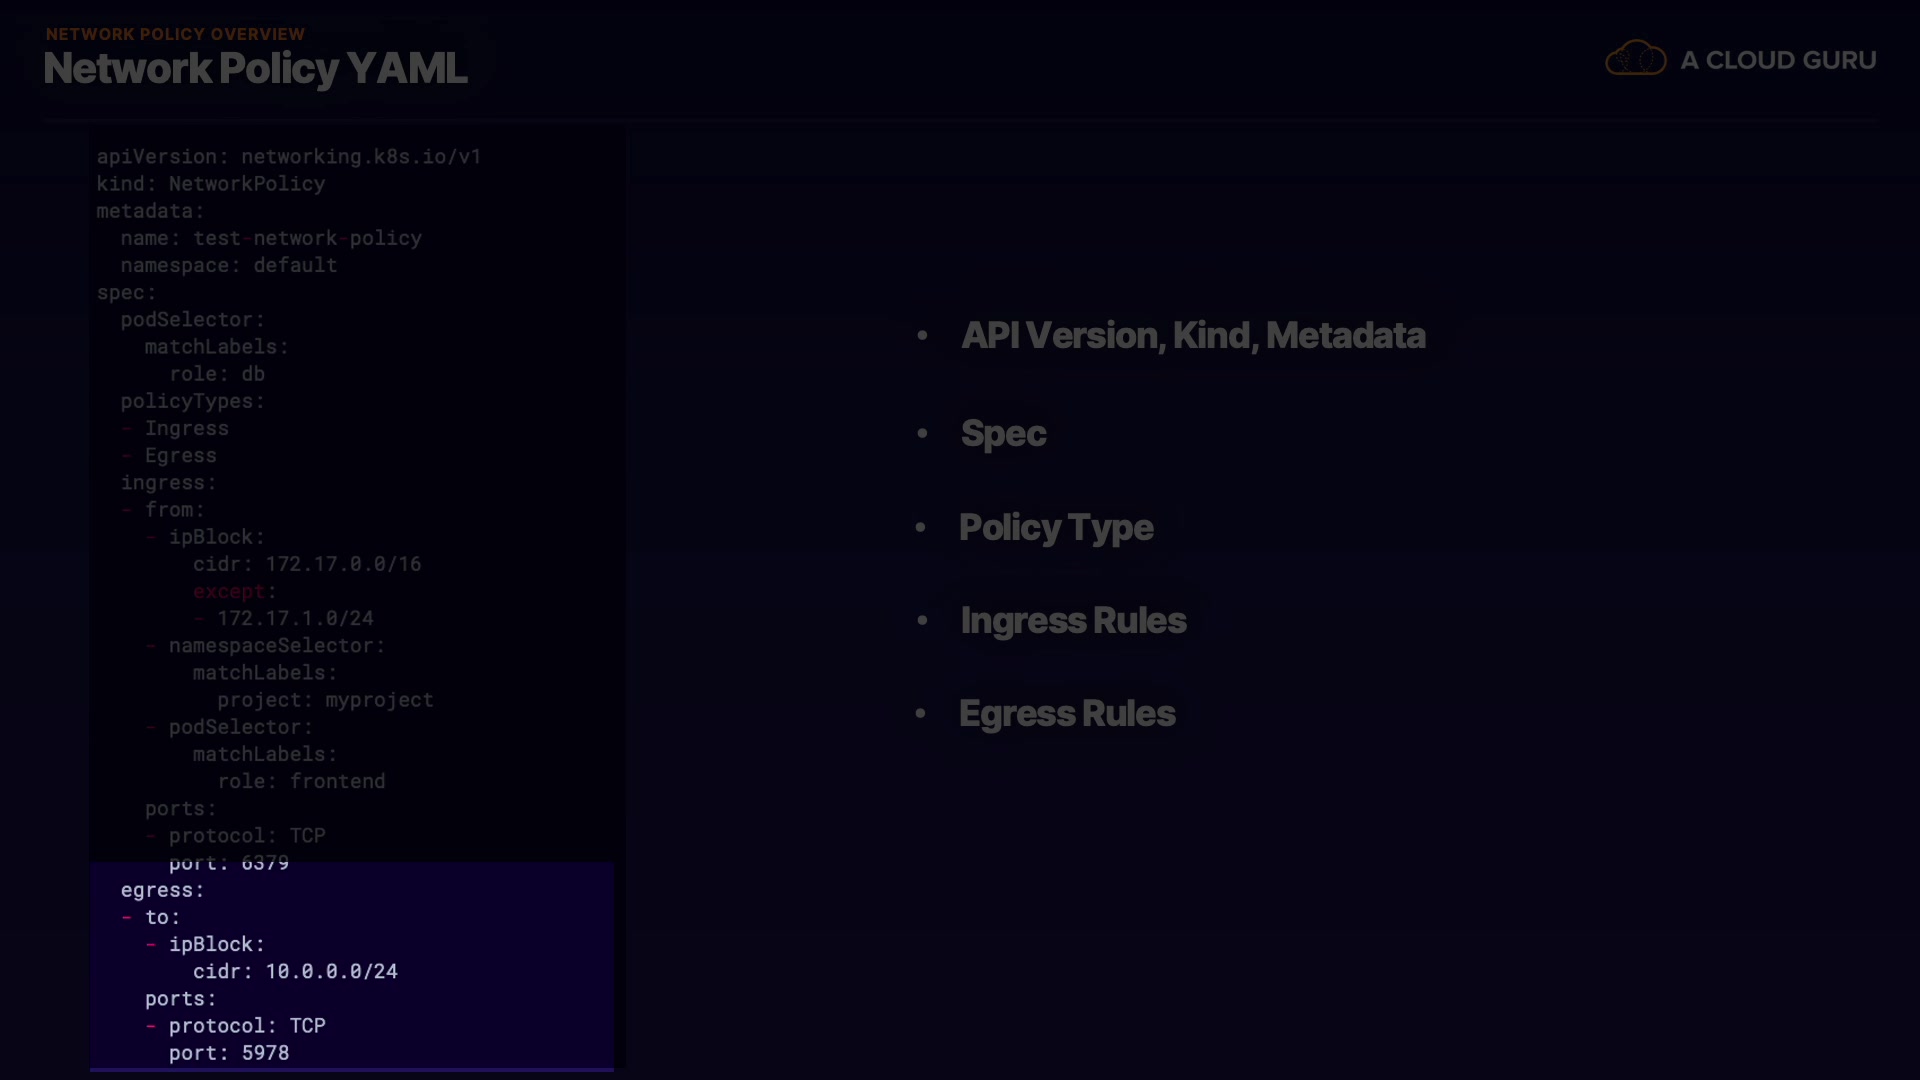 NETWORK POLICY OVERVIEW
Network Policy YAML
A CLOUD GURU
apiVersion: networking.k8s.io/v1
kind: NetworkPolicy
metadata:
  name: test-network-policy
  namespace: default
spec:
  podSelector:
    matchLabels:
      role: db
  policyTypes:
  - Ingress
  - Egress
  ingress:
  - from:
    - ipBlock:
        cidr: 172.17.0.0/16
        except:
        - 172.17.1.0/24
    - namespaceSelector:
        matchLabels:
          project: myproject
    - podSelector:
        matchLabels:
          role: frontend
    ports:
    - protocol: TCP
      port: 6379
  egress:
  - to:
    - ipBlock:
        cidr: 10.0.0.0/24
    ports:
    - protocol: TCP
      port: 5978
• API Version, Kind, Metadata
• Spec
• Policy Type
• Ingress Rules
• Egress Rules